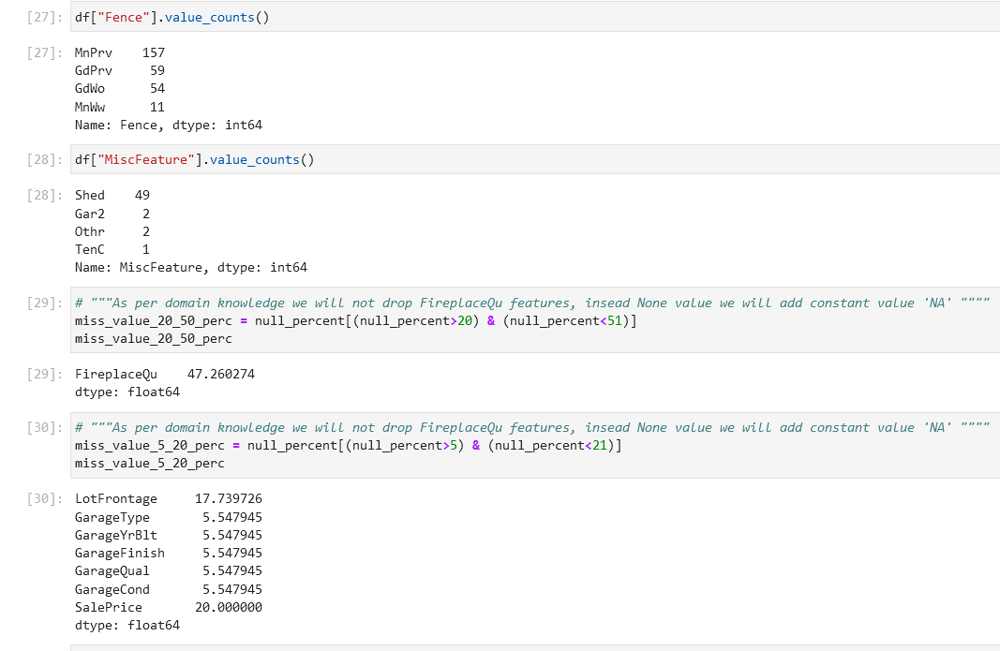 [27]: df["Fence"].value_counts()
[27]: MnPrv    157
GdPrv     59
GdWo      54
MnWw      11
Name: Fence, dtype: int64
[28]: df["MiscFeature"].value_counts()
[28]: Shed    49
Gar2     2
Othr     2
TenC     1
Name: MiscFeature, dtype: int64
[29]: # """As per domain knowledge we will not drop FireplaceQu features, insead None value we will add constant value 'NA' """"
miss_value_20_50_perc = null_percent[(null_percent>20) & (null_percent<51)]
miss_value_20_50_perc
[29]: FireplaceQu    47.260274
dtype: float64
[30]: # """As per domain knowledge we will not drop FireplaceQu features, insead None value we will add constant value 'NA' """"
miss_value_5_20_perc = null_percent[(null_percent>5) & (null_percent<21)]
miss_value_5_20_perc
[30]: LotFrontage     17.739726
GarageType       5.547945
GarageYrBlt      5.547945
GarageFinish     5.547945
GarageQual       5.547945
GarageCond       5.547945
SalePrice       20.000000
dtype: float64